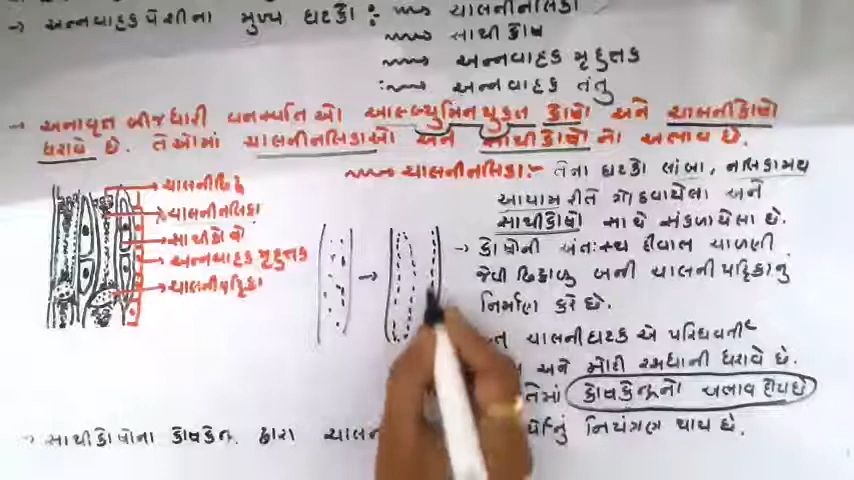 → અન્નવાહકપેશીના મુખ્ય ઘટકો : ચાલનીનલિકા
સાથીકોષ
અન્નવાહક મૃદુત્તક
અન્નવાહક તંતુ
→ અનાવૃત બીજધારી વનસ્પતિઓ આલ્બ્યુમિનયુક્ત કોષો અને ચાલનીકોષો
ધરાવે છે. તેઓમાં ચાલનીનલિકાઓ અને સાથીકોષોનો અભાવ છે.
ચાલનીનલિકા:- તેના ઘટકો લાંબા, નલિકામય
આયામ રીતે ગોઠવાયેલા અને
સાથીકોષો સાથે સંકળાયેલા છે.
→ કોષોની અંતઃસ્થ દીવાલ ચાળણી
જેવી છિદ્રાળુ બની ચાલનીપટ્ટિકાનું
નિર્માણ કરે છે.
ચાલનીઘટક એ પરિઘવર્તી
અને મોટી રસધાની ધરાવે છે.
તેમાં કોષકેન્દ્રનો અભાવ હોય છે
→ સાથીકોષોના કોષકેન્દ્ર દ્વારા નિયંત્રણ થાય છે.
ચાલનીછિદ્ર
ચાલનીનલિકા
સાથીકોષો
અન્નવાહક મૃદુત્તક
ચાલનીપટ્ટિકા